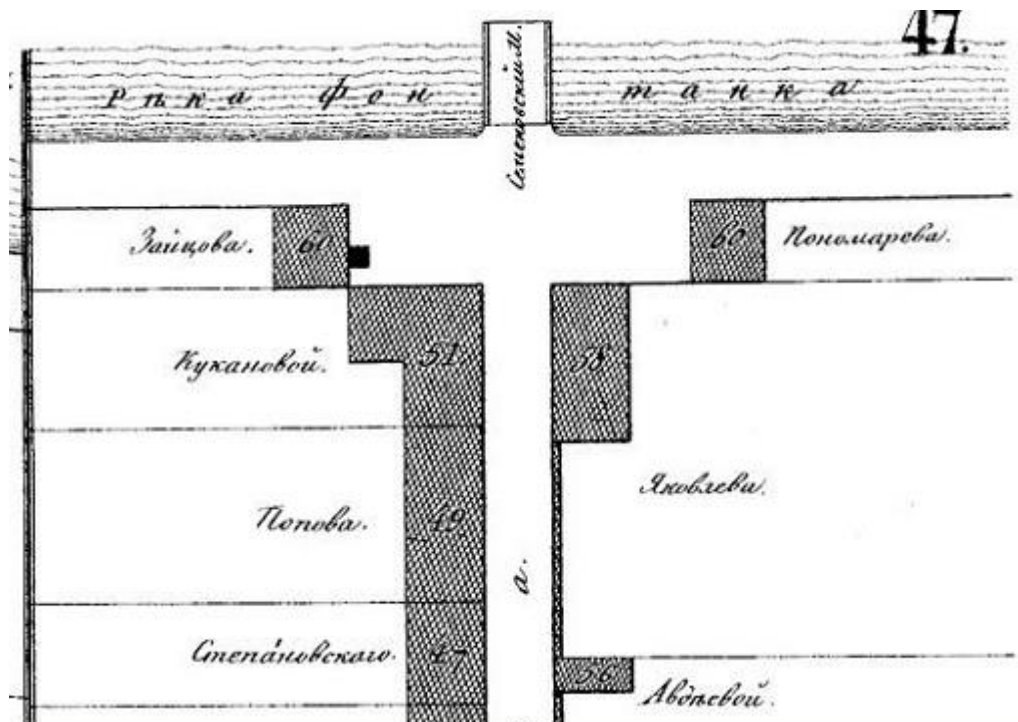 47.
Рѣка Фонтанка
Семеновскій м.
Зайцова. 60
60 Пономарева.
Кукановой. 51
58
Яковлева.
Попова. 49
а.
Степановскаго. 47
56
Авдѣевой.